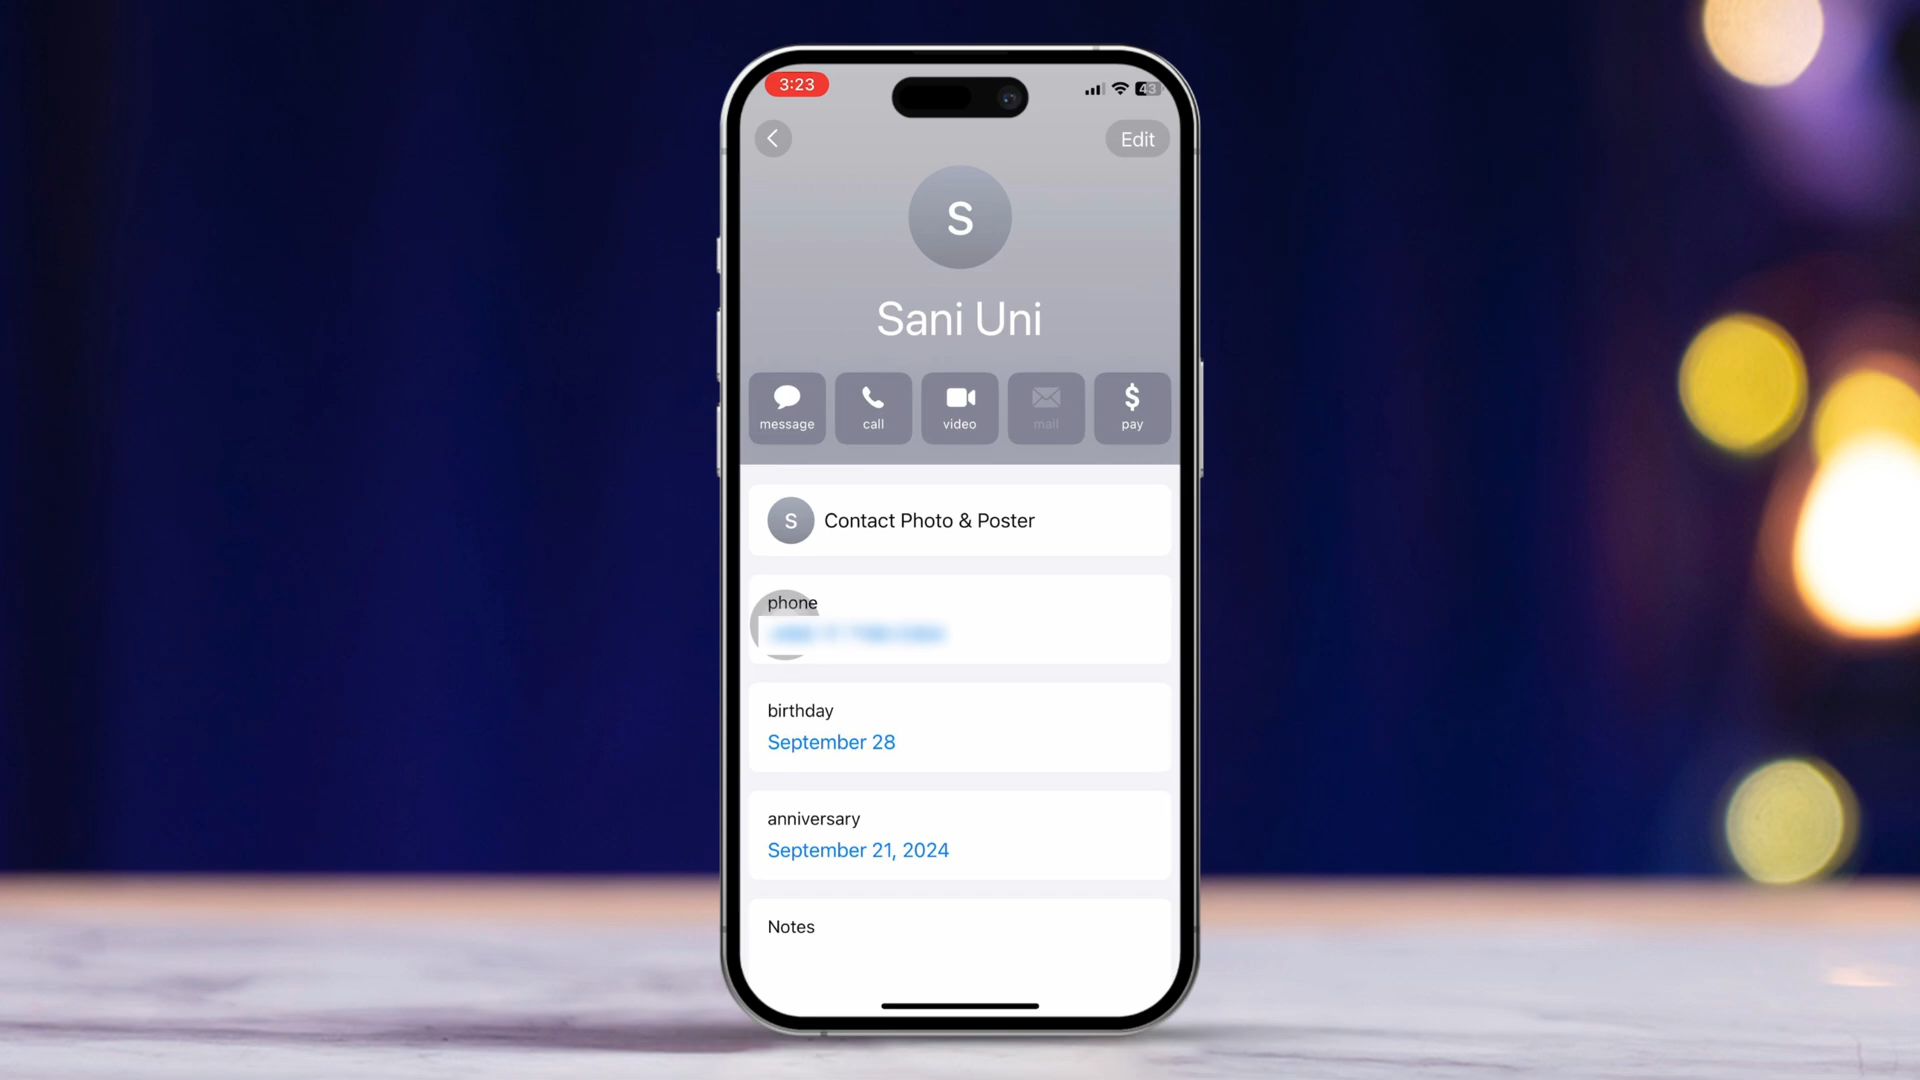 3:23
43
Edit
S
Sani Uni
message
call
video
mail
pay
S
Contact Photo & Poster
phone
birthday
September 28
anniversary
September 21, 2024
Notes